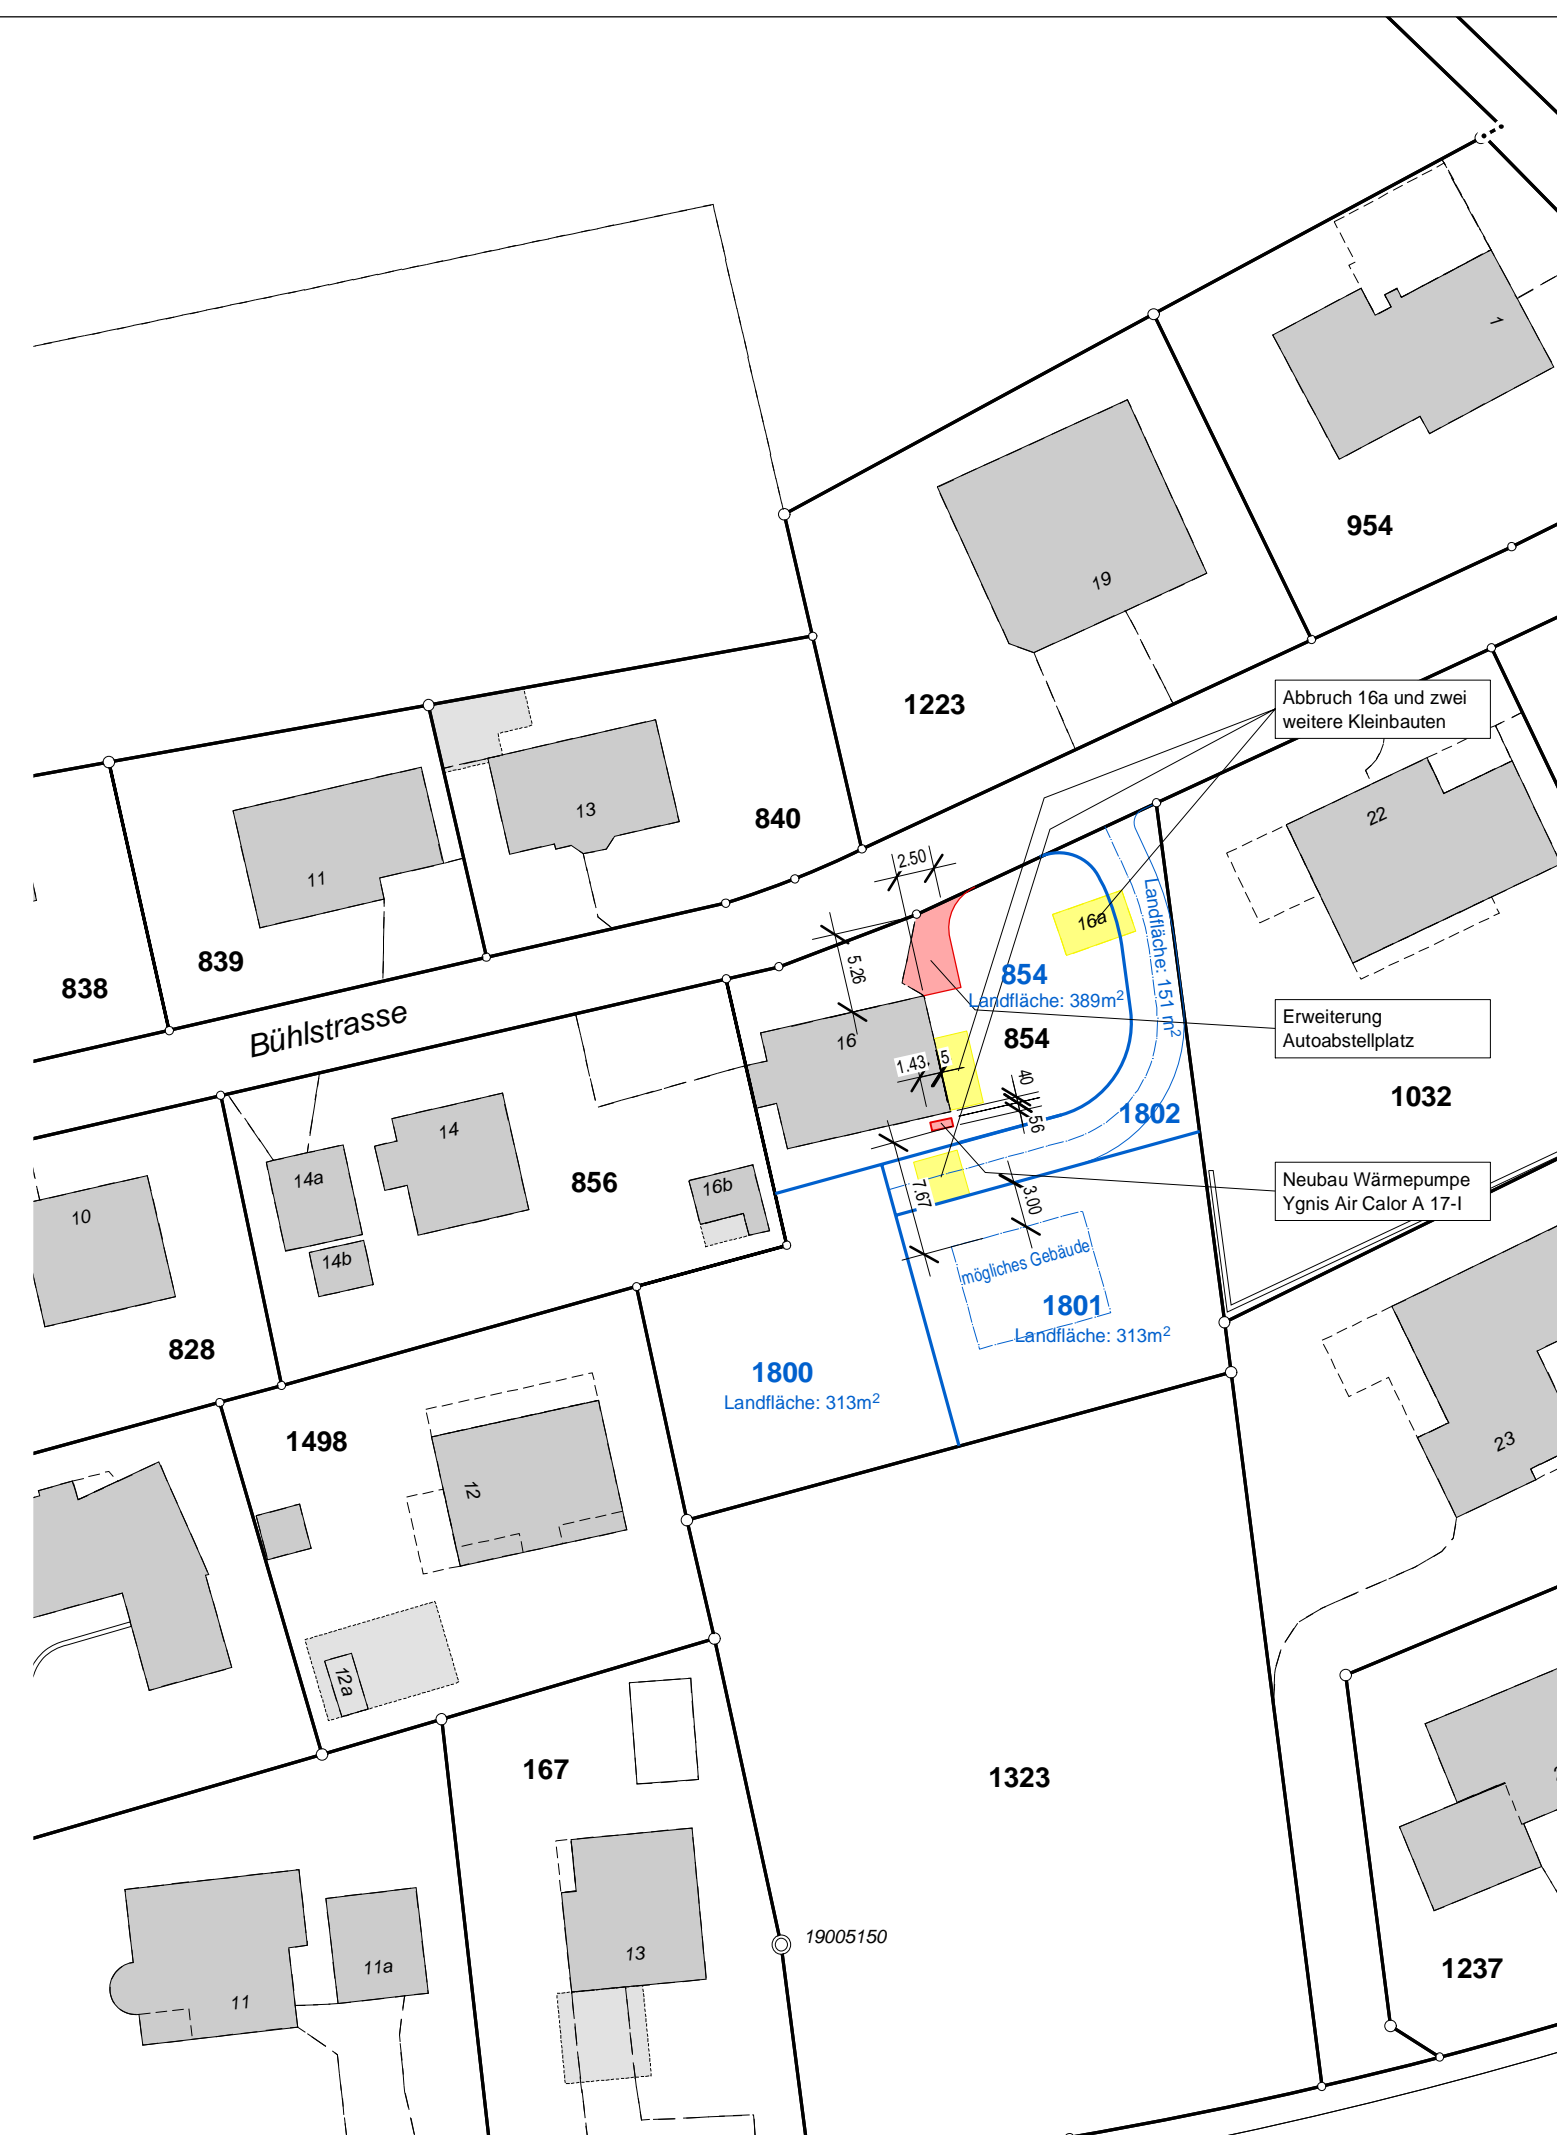 1
954
19
1223
Abbruch 16a und zwei
weitere Kleinbauten
22
13
840
11
839
838
2.50
16a
Landfläche: 151 m²
5.26
854
Landfläche: 389m²
854
Erweiterung
Autoabstellplatz
Bühlstrasse
16
1.43
5
40
56
1802
1032
14
14a
14b
856
16b
10
7.67
3.00
Neubau Wärmepumpe
Ygnis Air Calor A 17-I
mögliches Gebäude
1801
Landfläche: 313m²
828
1800
Landfläche: 313m²
1498
12
23
12a
167
1323
19005150
13
11a
11
1237